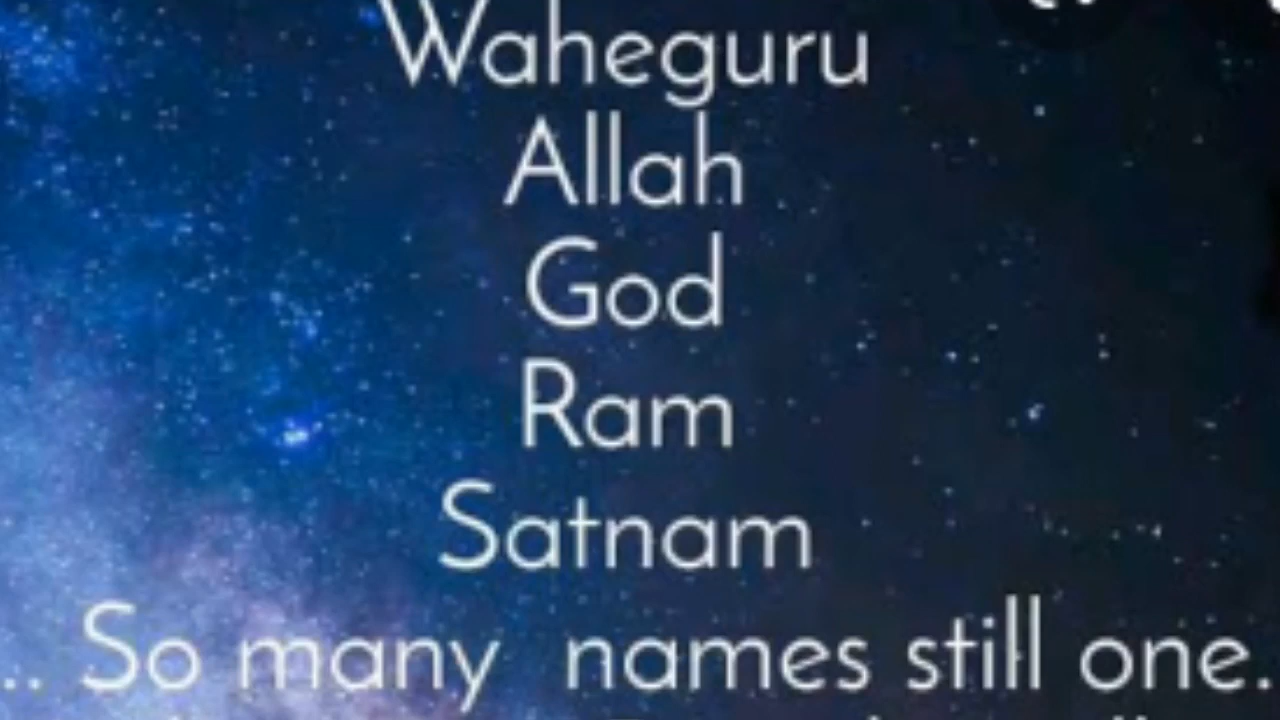 Waheguru
Allah
God
Ram
Satnam
.. So many names still one.